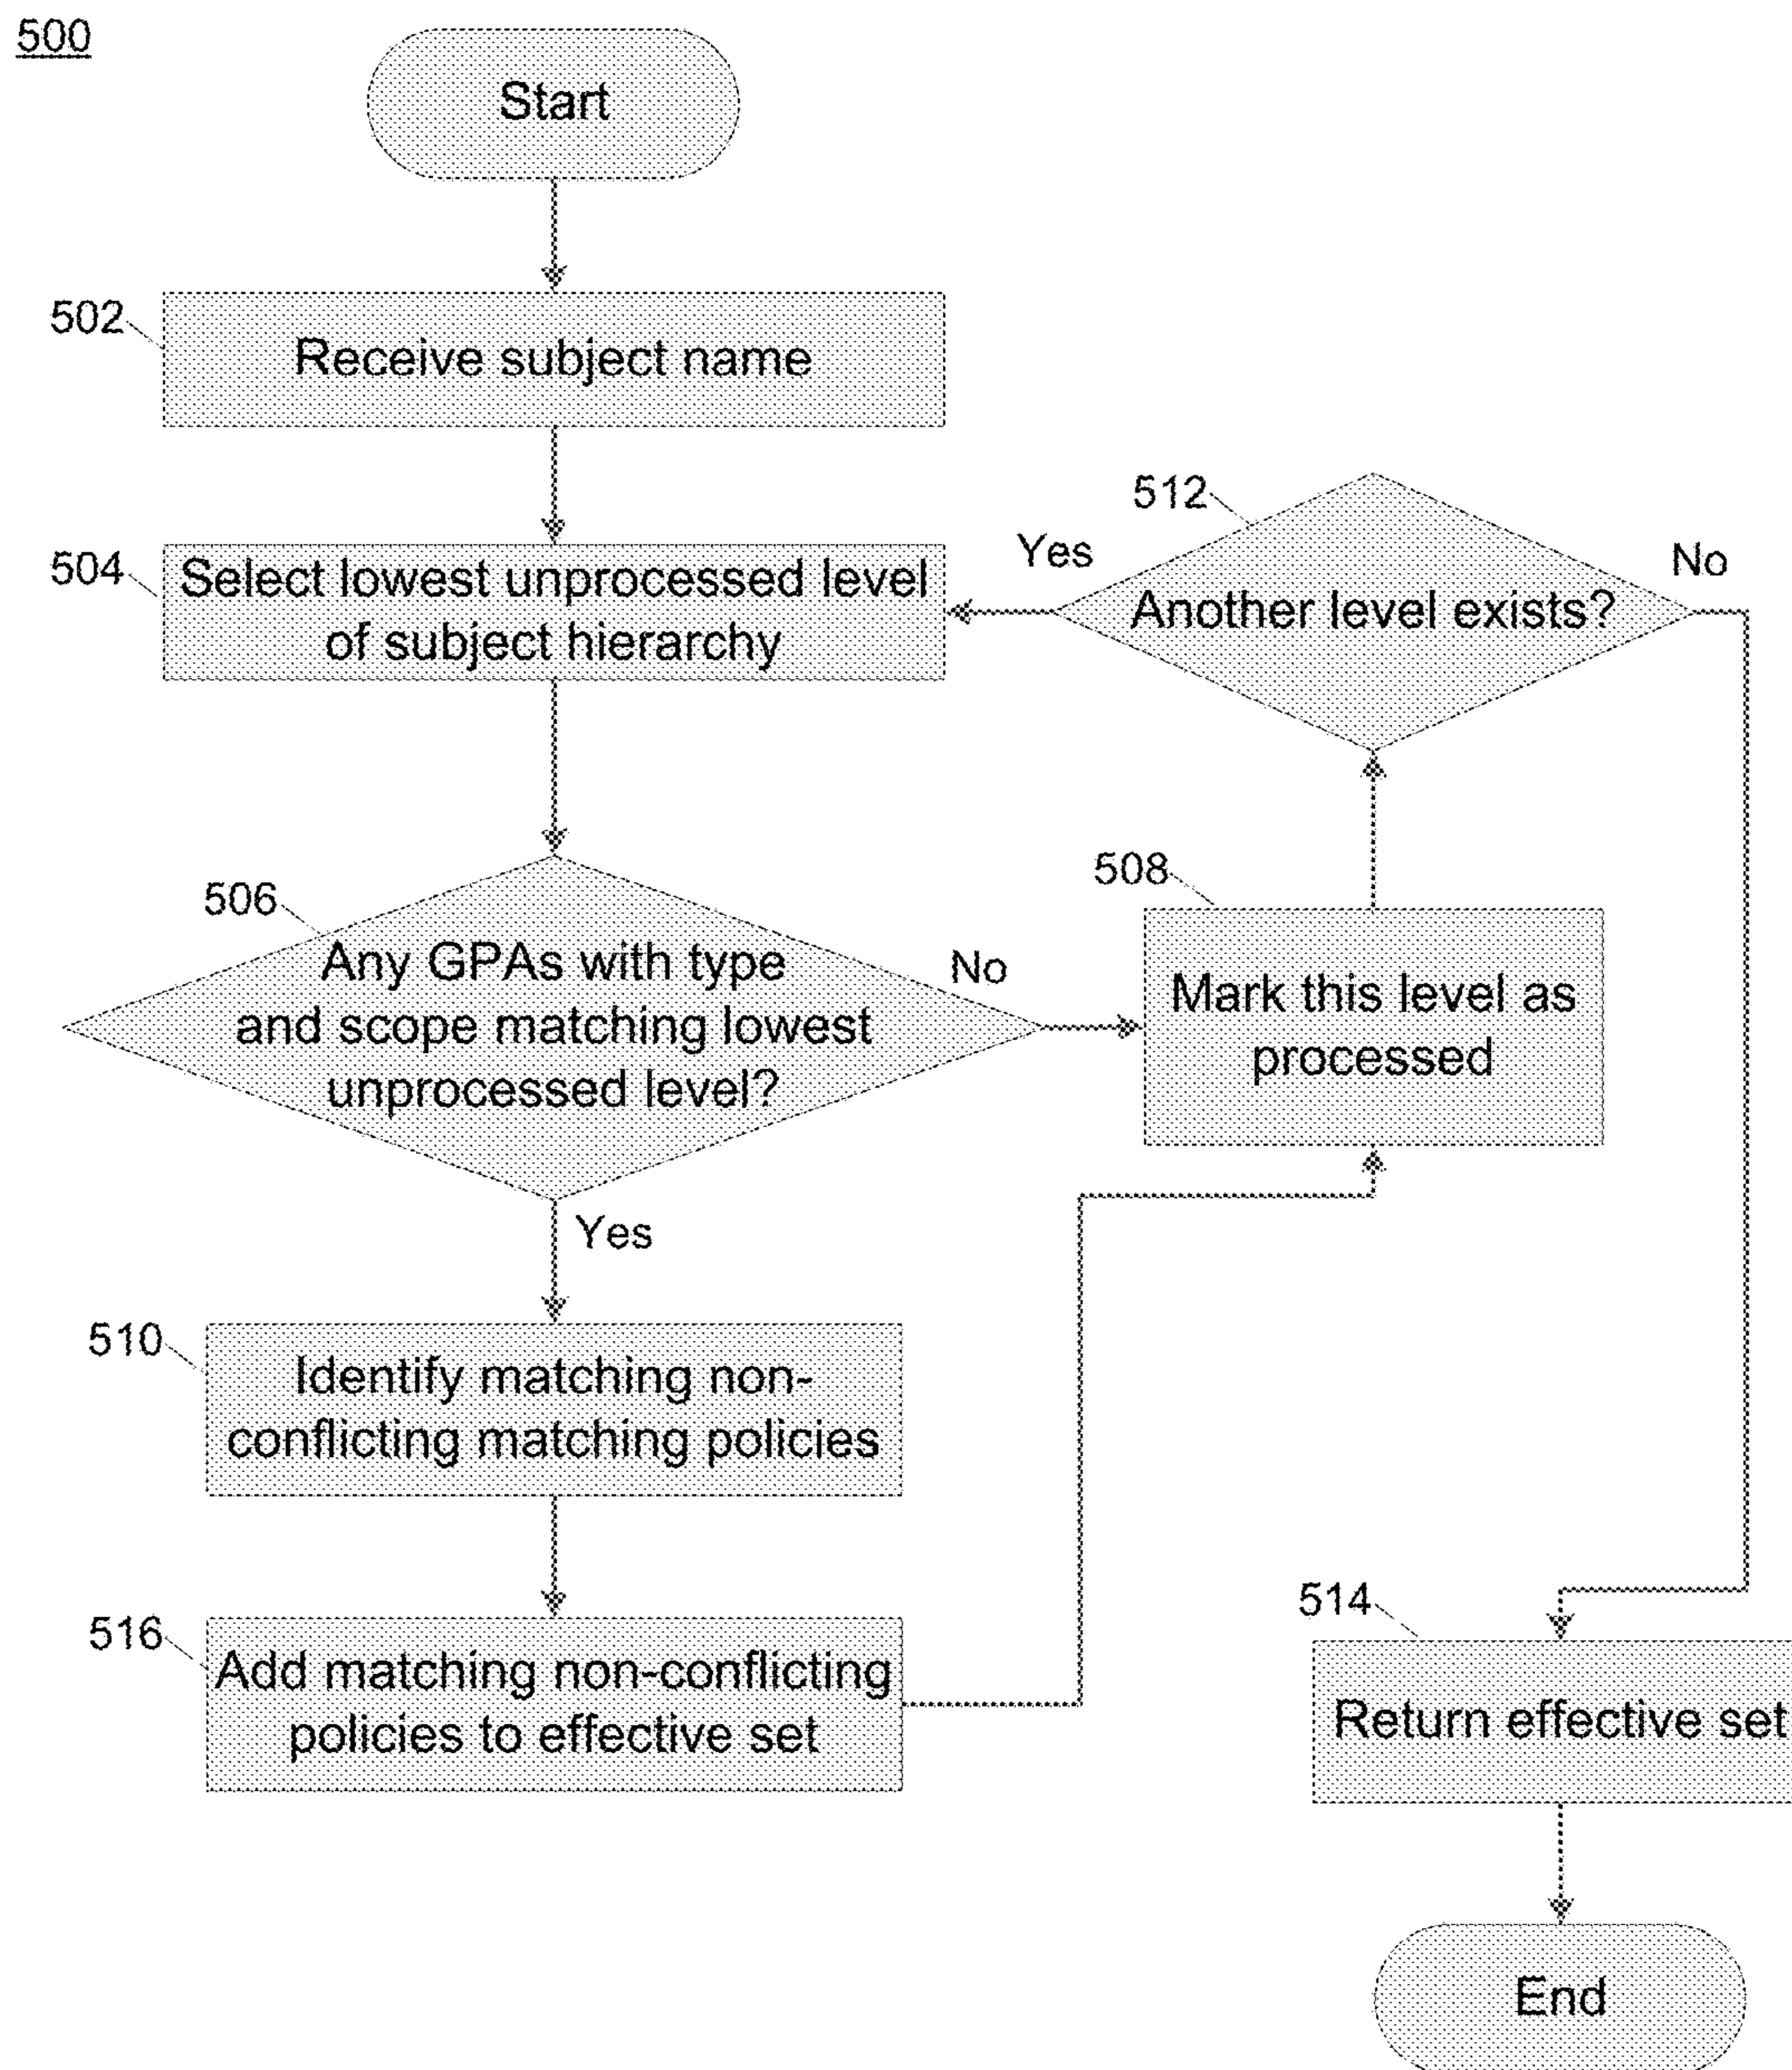 500
Start
502
Receive subject name
504
Select lowest unprocessed level
of subject hierarchy
512
Yes
No
Another level exists?
506
Any GPAs with type
and scope matching lowest
unprocessed level?
No
508
Mark this level as
processed
Yes
510
Identify matching non-
conflicting matching policies
516
Add matching non-conflicting
policies to effective set
514
Return effective set
End